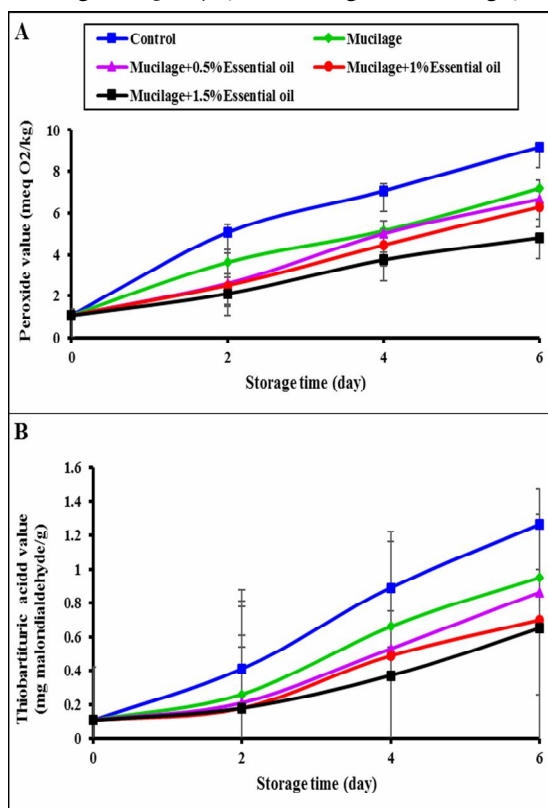 A
Control
Mucilage
Mucilage+0.5%Essential oil
Mucilage+1%Essential oil
Mucilage+1.5%Essential oil
Peroxide value (meq O2/kg)
10
8
6
4
2
0
0 2 4 6
Storage time (day)
B
Thiobartituric acidd value
(mg malondialdehyde/g)
1.6
1.4
1.2
1
0.8
0.6
0.4
0.2
0
0 2 4 6
Storage time (day)